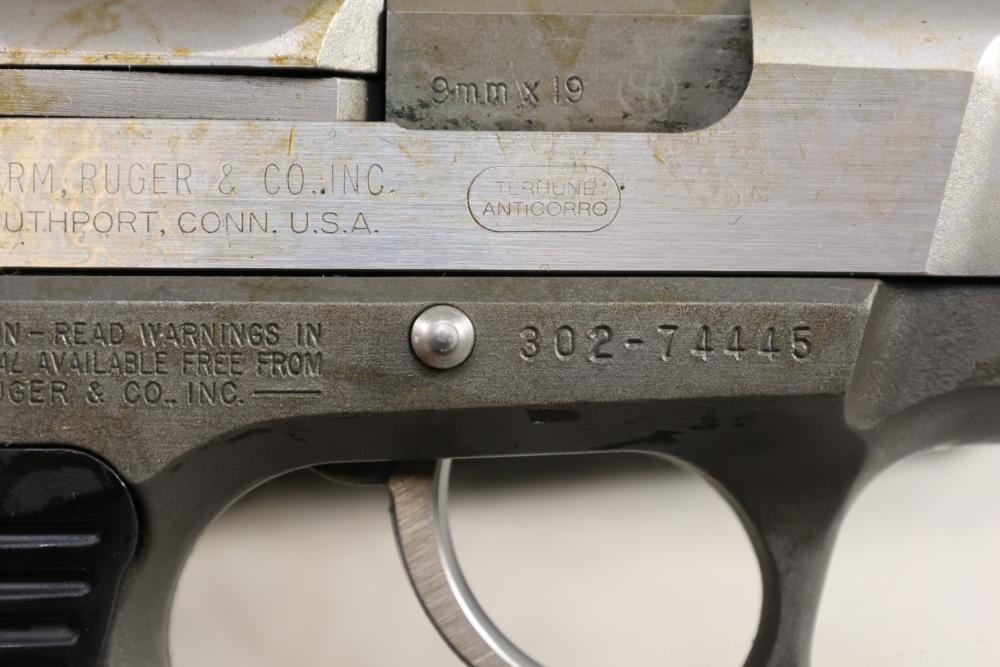 9mm x 19
RM, RUGER & CO., INC.
UTHPORT, CONN. U.S.A.
TERHUNE
ANTICORRO
N – READ WARNINGS IN
AL AVAILABLE FREE FROM
UGER & CO., INC.
302-74445